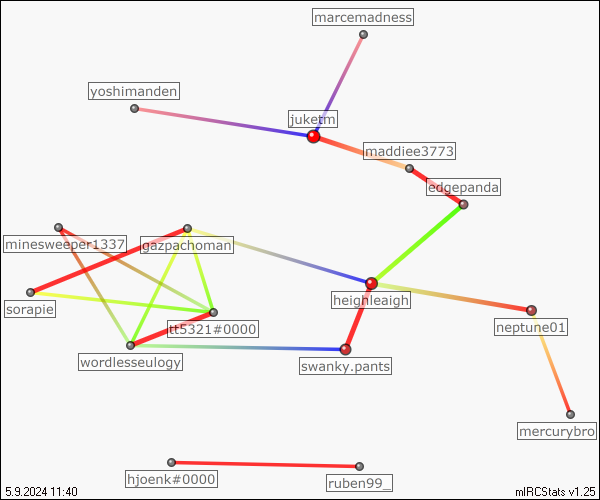 marcemadness
yoshimanden
juketm
maddiee3773
edgepanda
minesweeper1337
gazpachoman
heighleaigh
sorapie
tt5321#0000
neptune01
wordlesseulogy
swanky.pants
mercurybro
hjoenk#0000
ruben99_
5.9.2024 11:40
mIRCStats v1.25